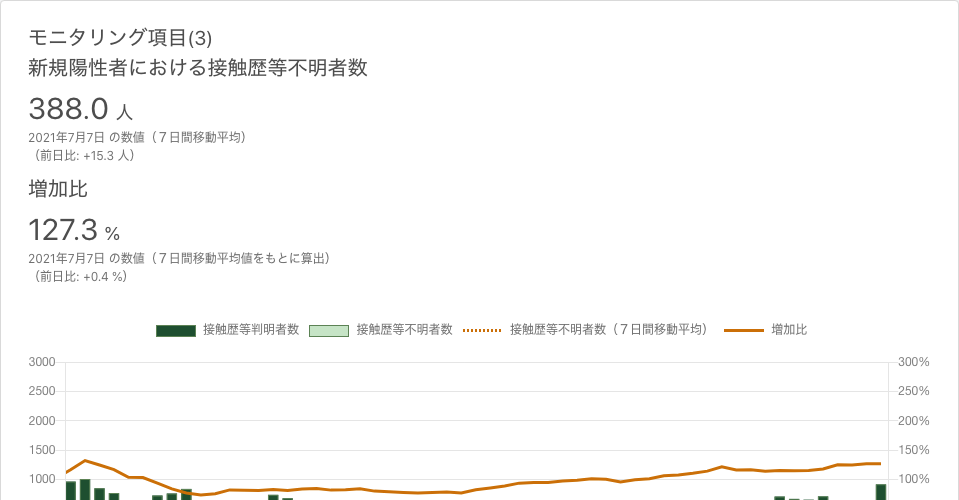 モニタリング項目(3)
新規陽性者における接触歴等不明者数
388.0 人
2021年7月7日 の数値（７日間移動平均）
（前日比: +15.3 人）
増加比
127.3 %
2021年7月7日 の数値（７日間移動平均値をもとに算出）
（前日比: +0.4 %）
接触歴等判明者数 接触歴等不明者数 接触歴等不明者数（７日間移動平均） 増加比
3000 300%
2500 250%
2000 200%
1500 150%
1000 100%